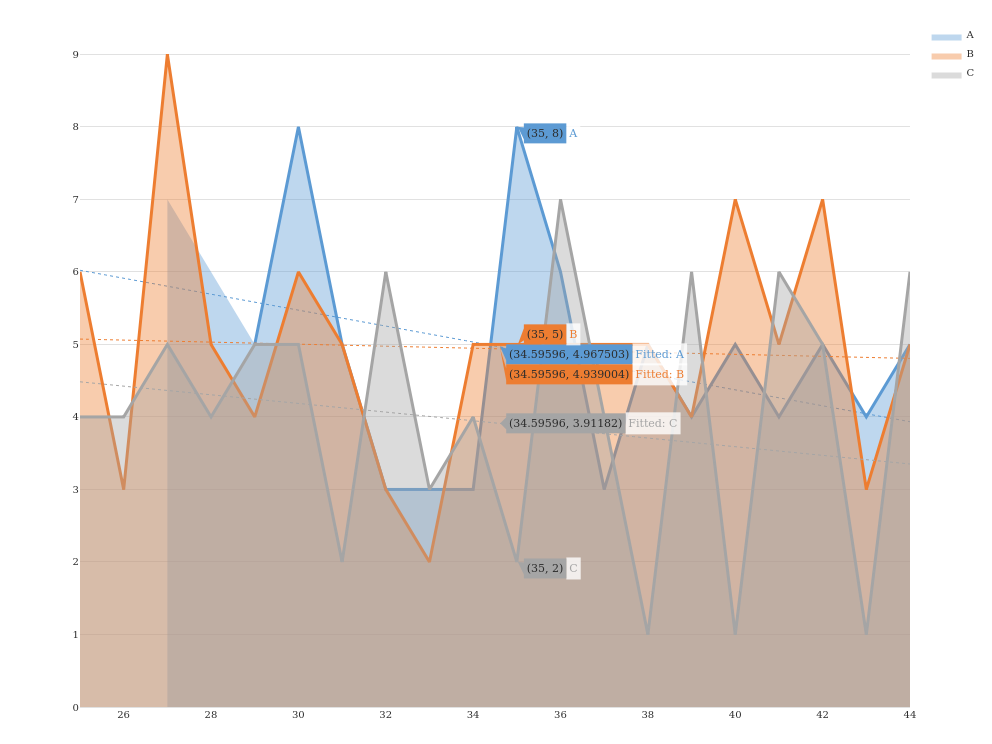 A
B
C
9
8
7
6
5
4
3
2
1
0
(35, 8) A
(35, 5) B
(34.59596, 4.967503) Fitted: A
(34.59596, 4.939004) Fitted: B
(34.59596, 3.91182) Fitted: C
(35, 2) C
26 28 30 32 34 36 38 40 42 44